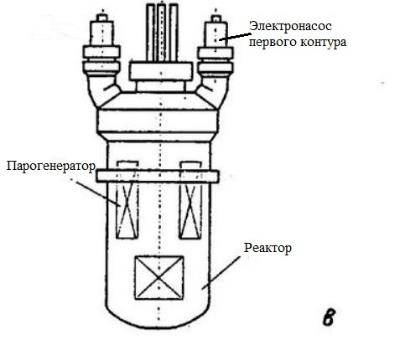 Электронасос
первого контура
Парогенератор
Реактор
в